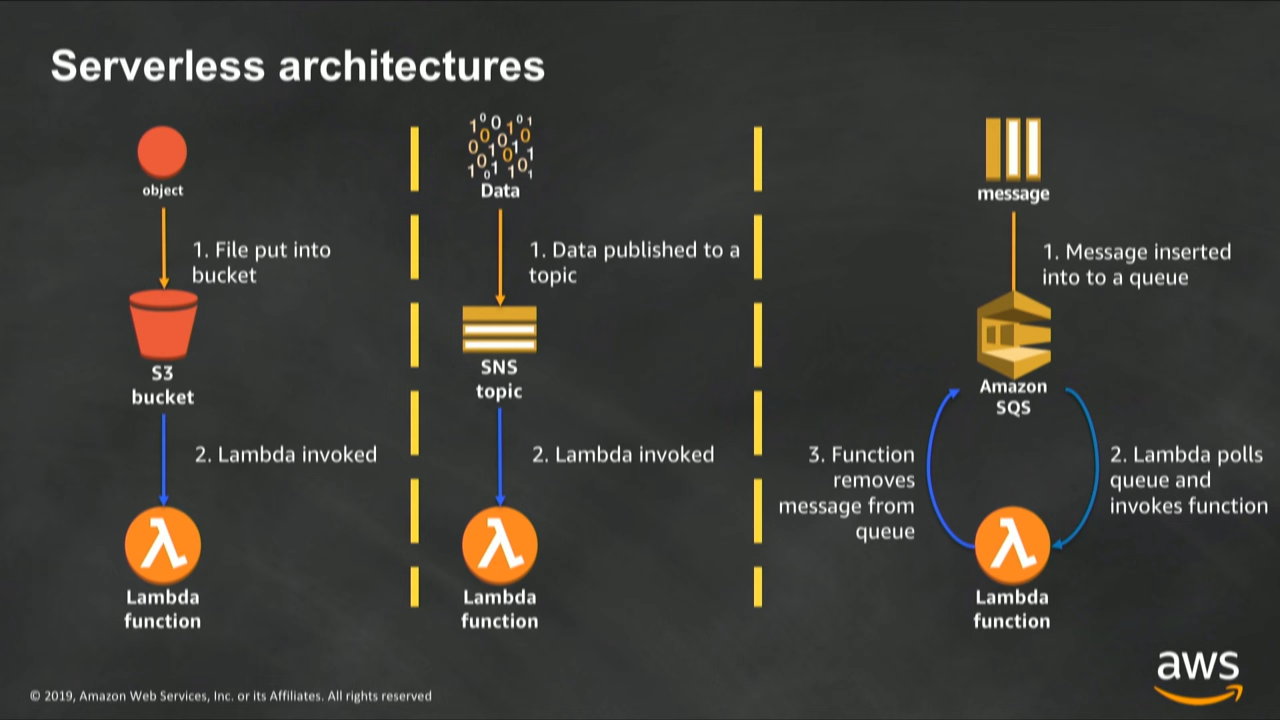 Serverless architectures
object
1. File put into
bucket
S3
bucket
2. Lambda invoked
Lambda
function
Data
1. Data published to a
topic
SNS
topic
2. Lambda invoked
Lambda
function
message
1. Message inserted
into to a queue
Amazon
SQS
3. Function
removes
message from
queue
2. Lambda polls
queue and
invokes function
Lambda
function
aws
© 2019, Amazon Web Services, Inc. or its Affiliates. All rights reserved